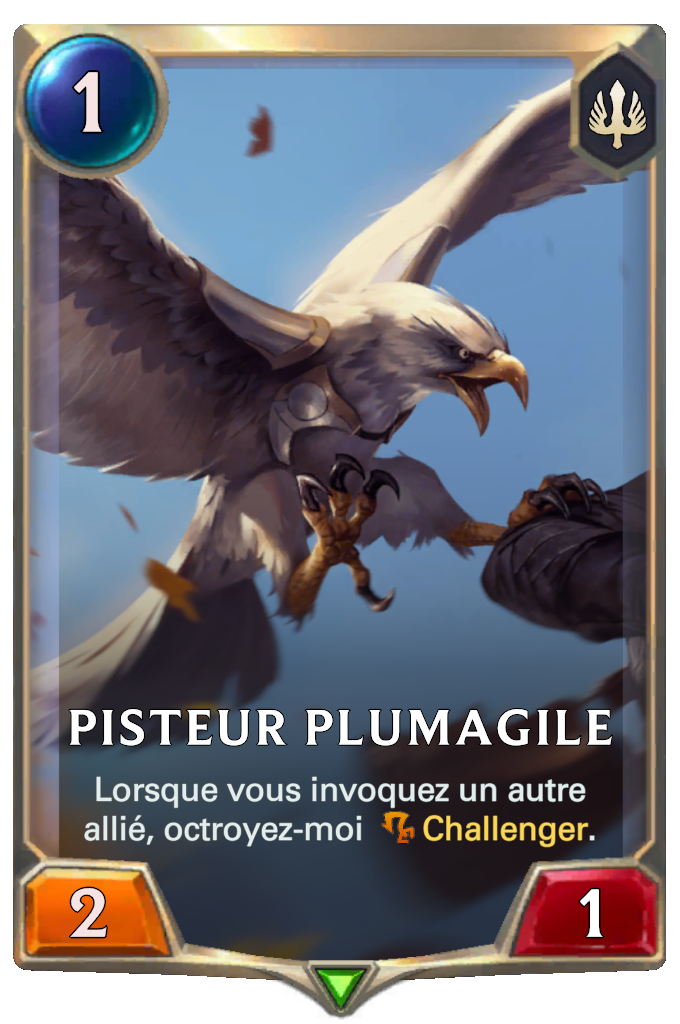 1
PISTEUR PLUMAGILE
Lorsque vous invoquez un autre
allié, octroyez-moi Challenger.
2
1